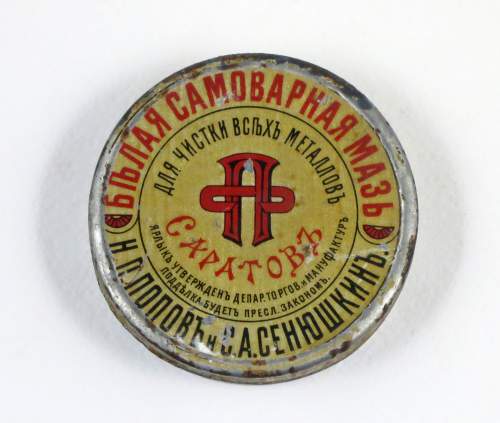 БѢЛАЯ САМОВАРНАЯ МАЗЬ
ДЛЯ ЧИСТКИ ВСѢХЪ МЕТАЛЛОВЪ
САРАТОВЪ
ЯРЛЫКЪ УТВЕРЖДЕНЪ ДЕПАР. ТОРГОВ. и МАНУФАКТУРЪ
ПОДДѢЛКА БУДЕТЪ ПРЕСЛ. ЗАКОНОМЪ.
Н.Г. ПОПОВЪ и С.А. СЕНЮШКИНЪ.